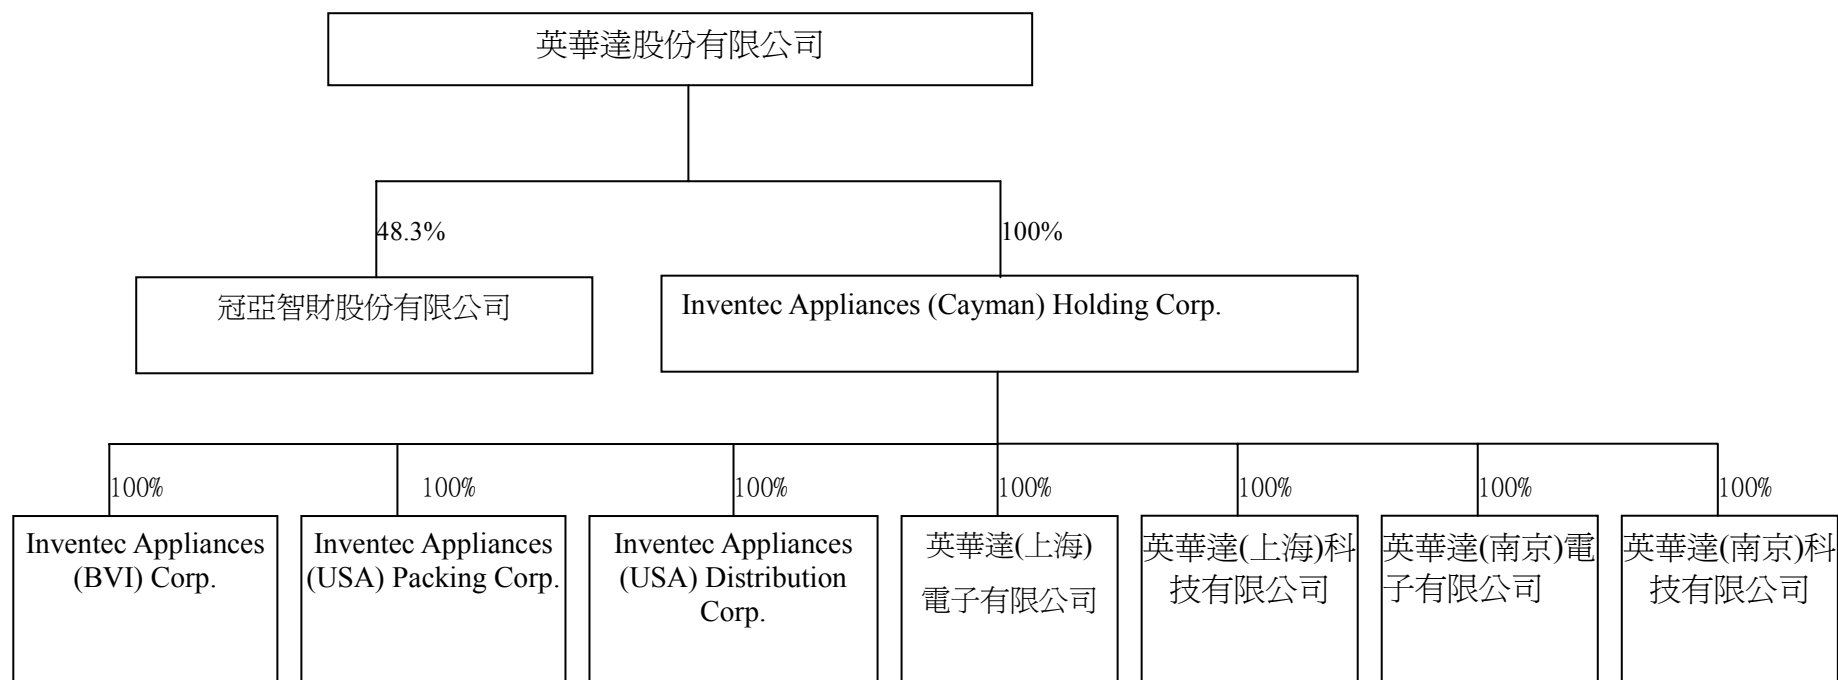 英華達股份有限公司
48.3%
100%
冠亞智財股份有限公司
Inventec Appliances (Cayman) Holding Corp.
100%
100%
100%
100%
100%
100%
100%
Inventec Appliances
(BVI) Corp.
Inventec Appliances
(USA) Packing Corp.
Inventec Appliances
(USA) Distribution
Corp.
英華達(上海)
電子有限公司
英華達(上海)科
技有限公司
英華達(南京)電
子有限公司
英華達(南京)科
技有限公司